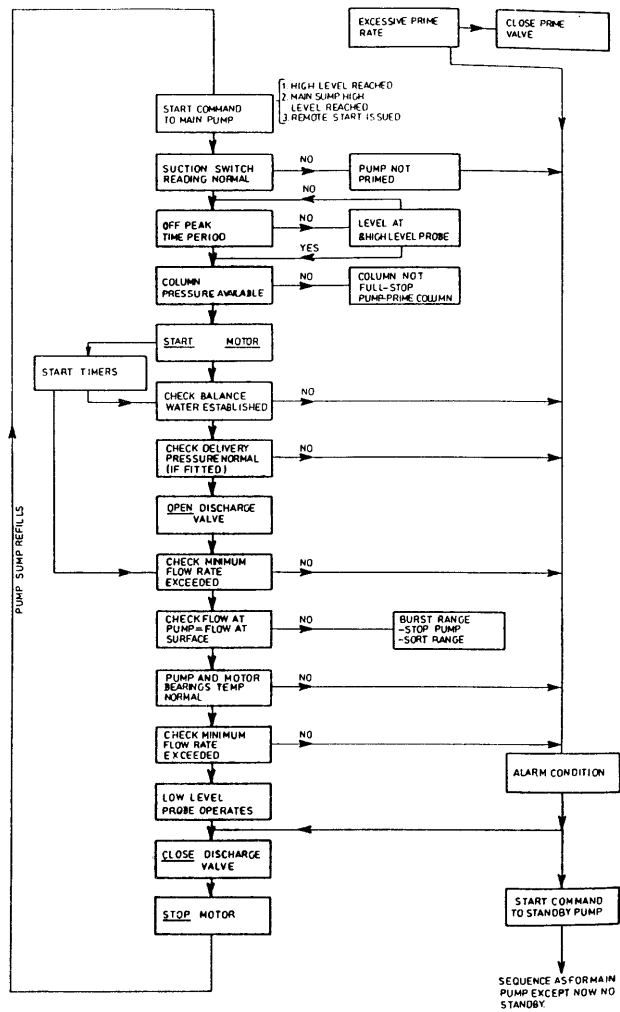 EXCESSIVE PRIME
RATE
CLOSE PRIME
VALVE
1. HIGH LEVEL REACHED
2. MAIN SUMP HIGH
LEVEL REACHED
3. REMOTE START ISSUED
START COMMAND
TO MAIN PUMP
SUCTION SWITCH
READING NORMAL
NO
PUMP NOT
PRIMED
NO
OFF PEAK
TIME PERIOD
NO
LEVEL AT
&HIGH LEVEL PROBE
YES
COLUMN
PRESSURE AVAILABLE
NO
COLUMN NOT
FULL-STOP
PUMP-PRIME COLUMN
START MOTOR
START TIMERS
CHECK BALANCE
WATER ESTABLISHED
NO
CHECK DELIVERY
PRESSURE NORMAL
(IF FITTED)
NO
OPEN DISCHARGE
VALVE
CHECK MINIMUM
FLOW RATE
EXCEEDED
NO
CHECK FLOW AT
PUMP=FLOW AT
SURFACE
NO
BURST RANGE
-STOP PUMP
-SORT RANGE
PUMP AND MOTOR
BEARINGS TEMP
NORMAL
NO
CHECK MINIMUM
FLOW RATE
EXCEEDED
NO
ALARM CONDITION
LOW LEVEL
PROBE OPERATES
CLOSE DISCHARGE
VALVE
STOP MOTOR
START COMMAND
TO STANDBY PUMP
SEQUENCE AS FOR MAIN
PUMP EXCEPT NOW NO
STANDBY.
PUMP SUMP REFILLS